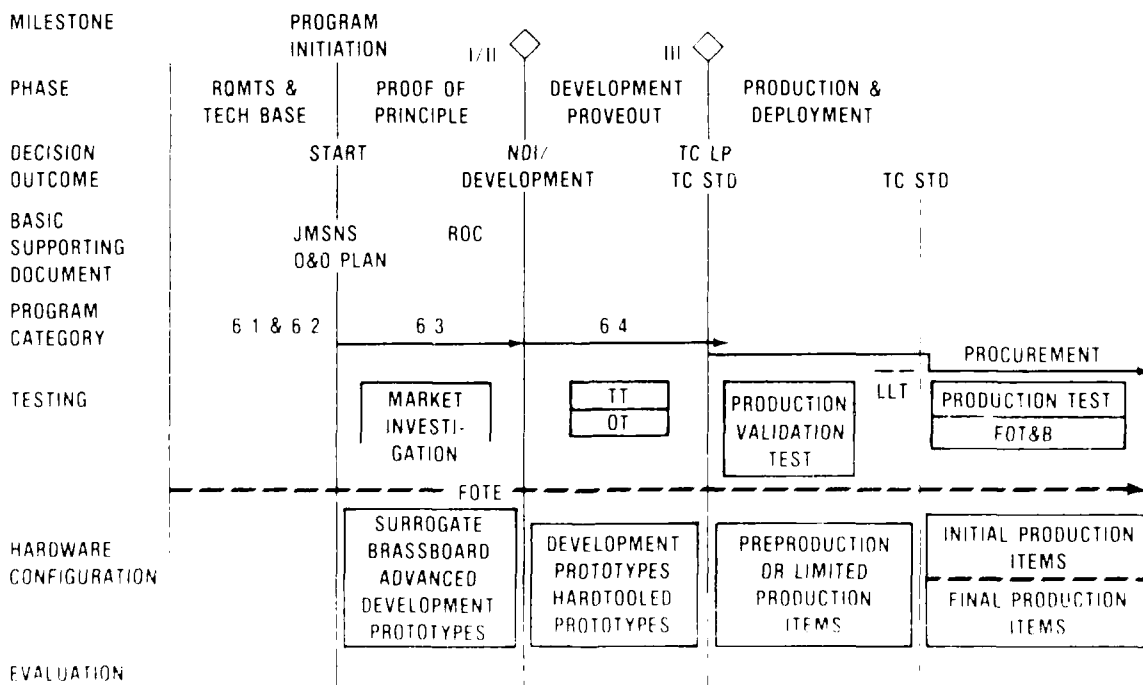 MILESTONE
PROGRAM
INITIATION
I/II
III
PHASE
RQMTS &
TECH BASE
PROOF OF
PRINCIPLE
DEVELOPMENT
PROVEOUT
PRODUCTION &
DEPLOYMENT
DECISION
OUTCOME
START
NDI/
DEVELOPMENT
TC LP
TC STD
TC STD
BASIC
SUPPORTING
DOCUMENT
JMSNS
O&O PLAN
ROC
PROGRAM
CATEGORY
6 1 & 6 2
6 3
6 4
PROCUREMENT
TESTING
MARKET
INVESTI-
GATION
TT
OT
PRODUCTION
VALIDATION
TEST
LLT
PRODUCTION TEST
FOT&B
FOTE
HARDWARE
CONFIGURATION
SURROGATE
BRASSBOARD
ADVANCED
DEVELOPMENT
PROTOTYPES
DEVELOPMENT
PROTOTYPES
HARDTOOLED
PROTOTYPES
PREPRODUCTION
OR LIMITED
PRODUCTION
ITEMS
INITIAL PRODUCTION
ITEMS
FINAL PRODUCTION
ITEMS
EVALUATION